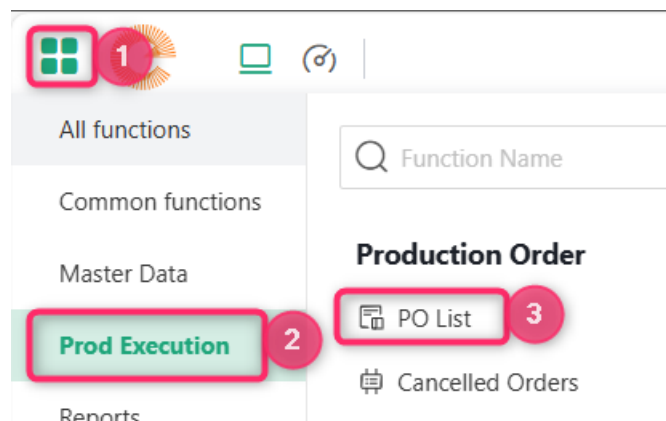 1
All functions
Function Name
Common functions
Production Order
Master Data
PO List
3
Prod Execution
2
Cancelled Orders
Reports